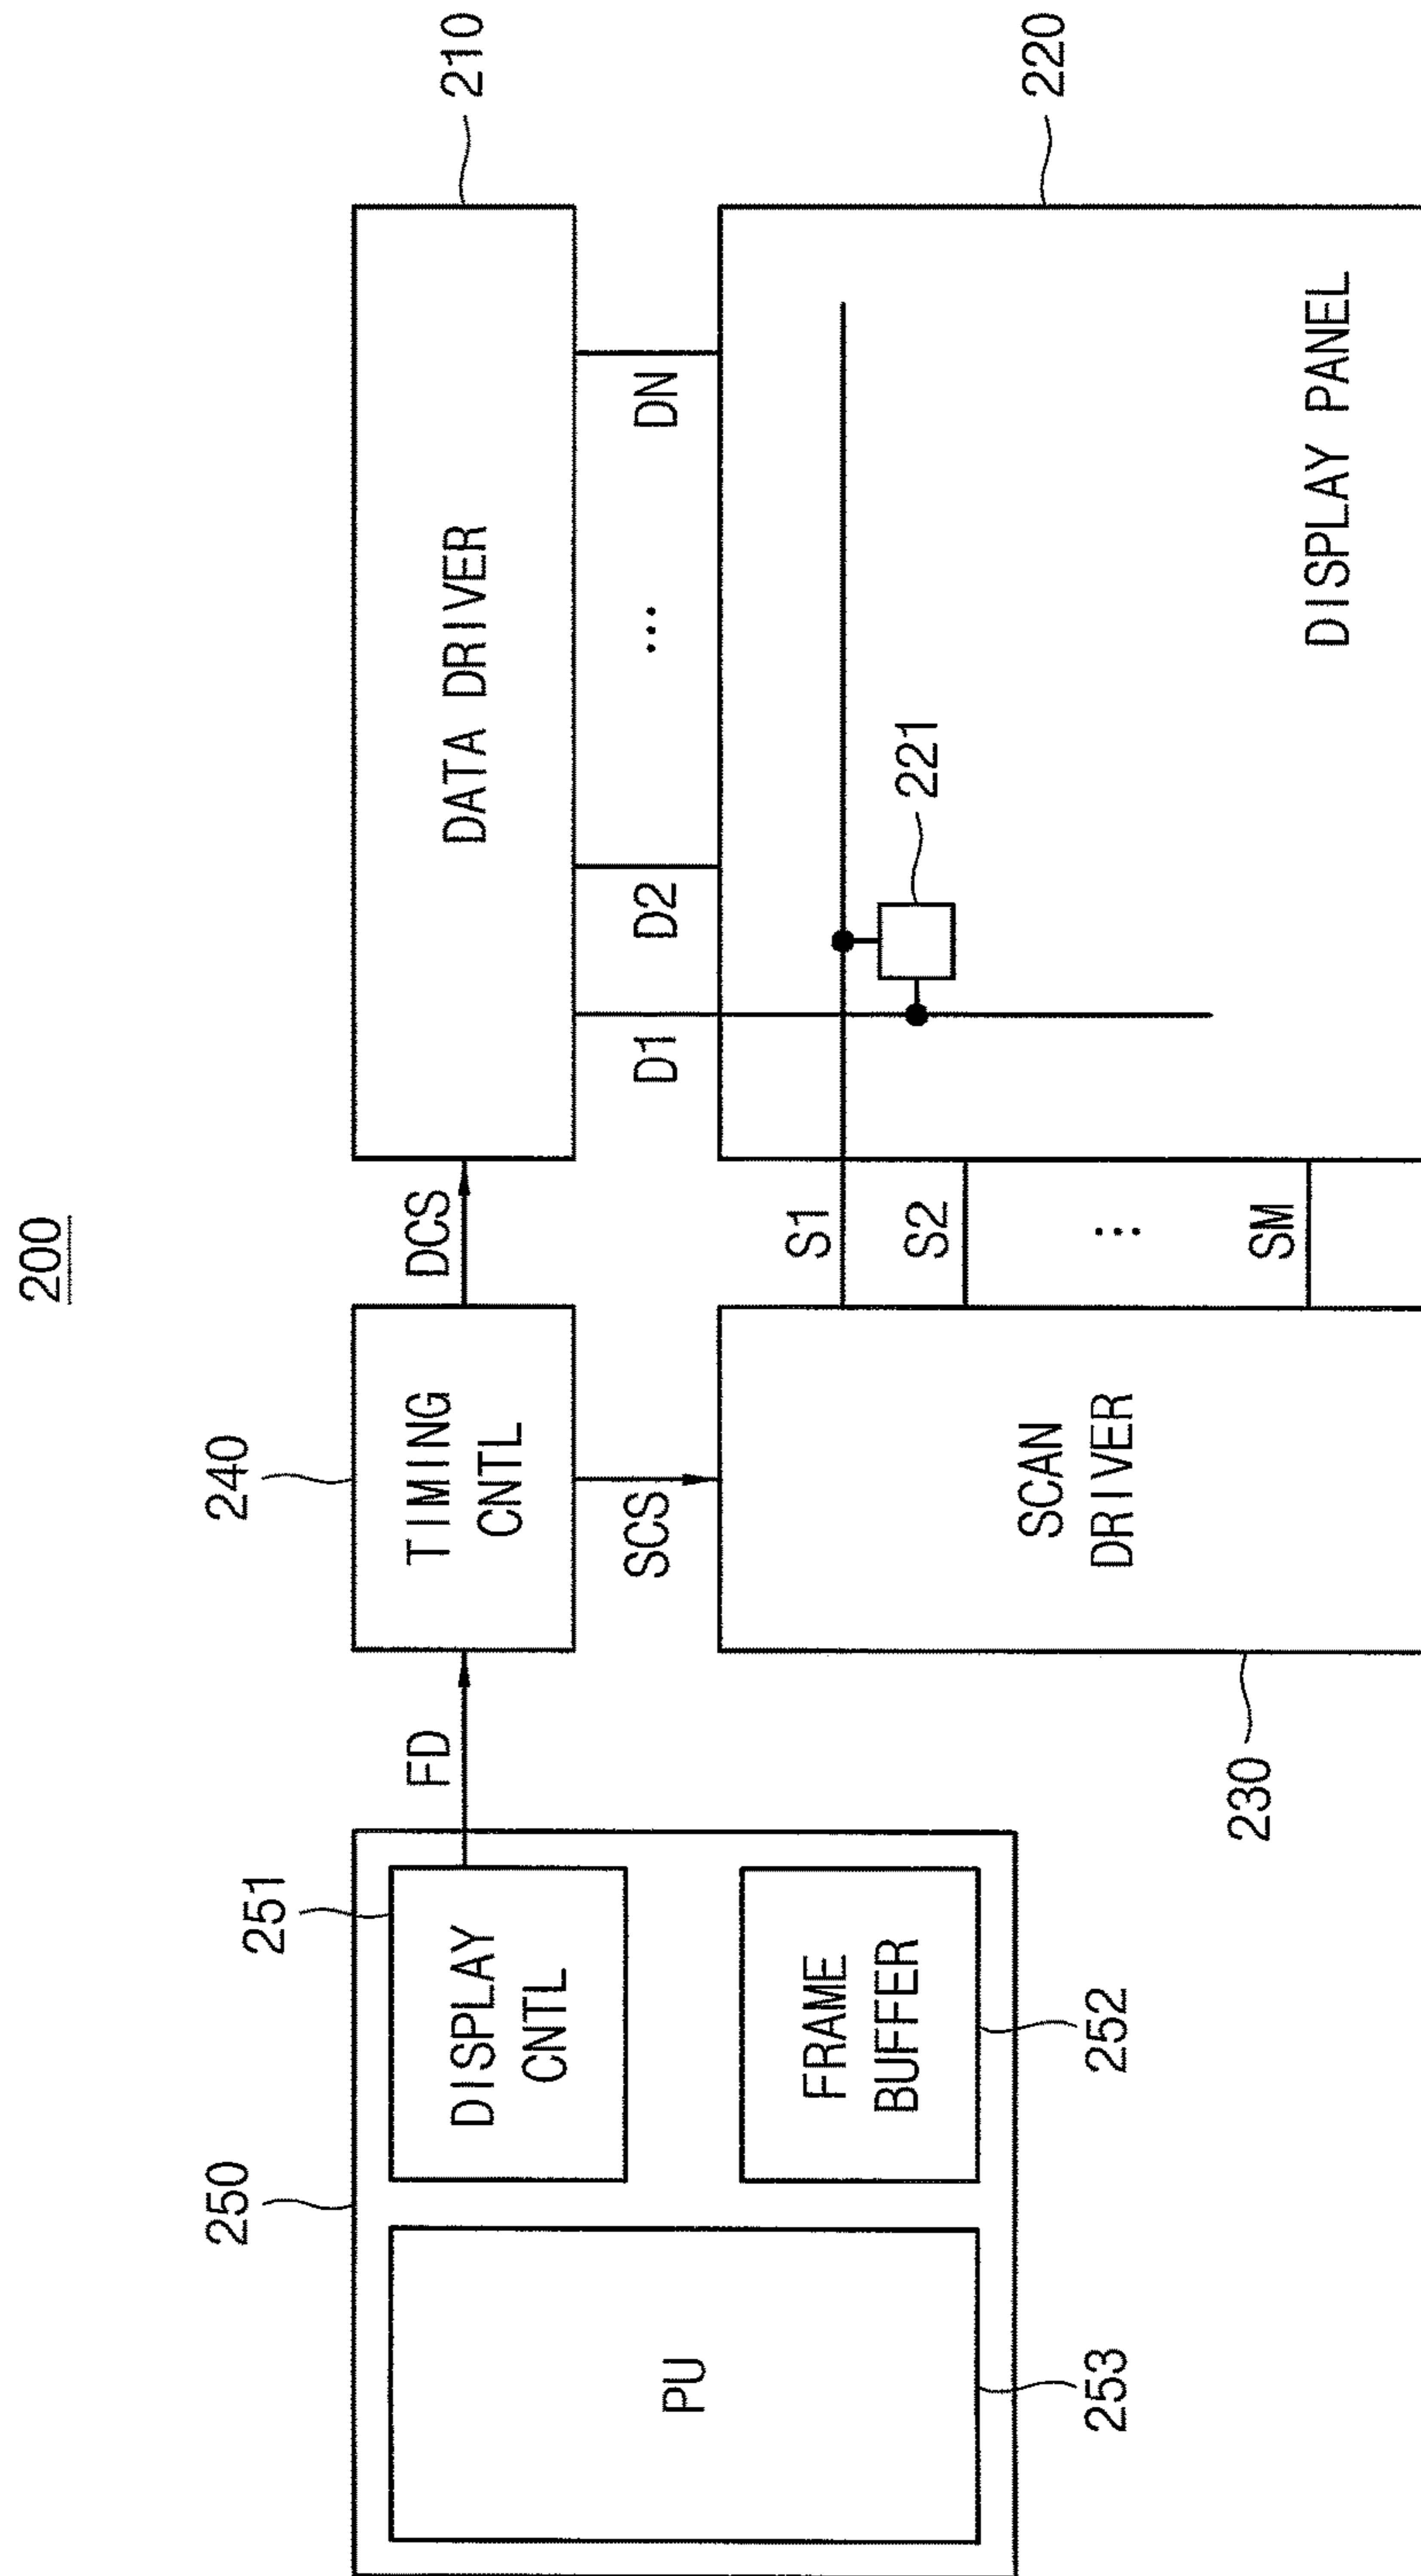 200
250
251
240
210
DISPLAY
CNTL
FD
TIMING
CNTL
DCS
DATA DRIVER
PU
FRAME
BUFFER
253
252
SCS
D1
D2
...
DN
SCAN
DRIVER
230
S1
S2
...
SM
221
220
DISPLAY PANEL